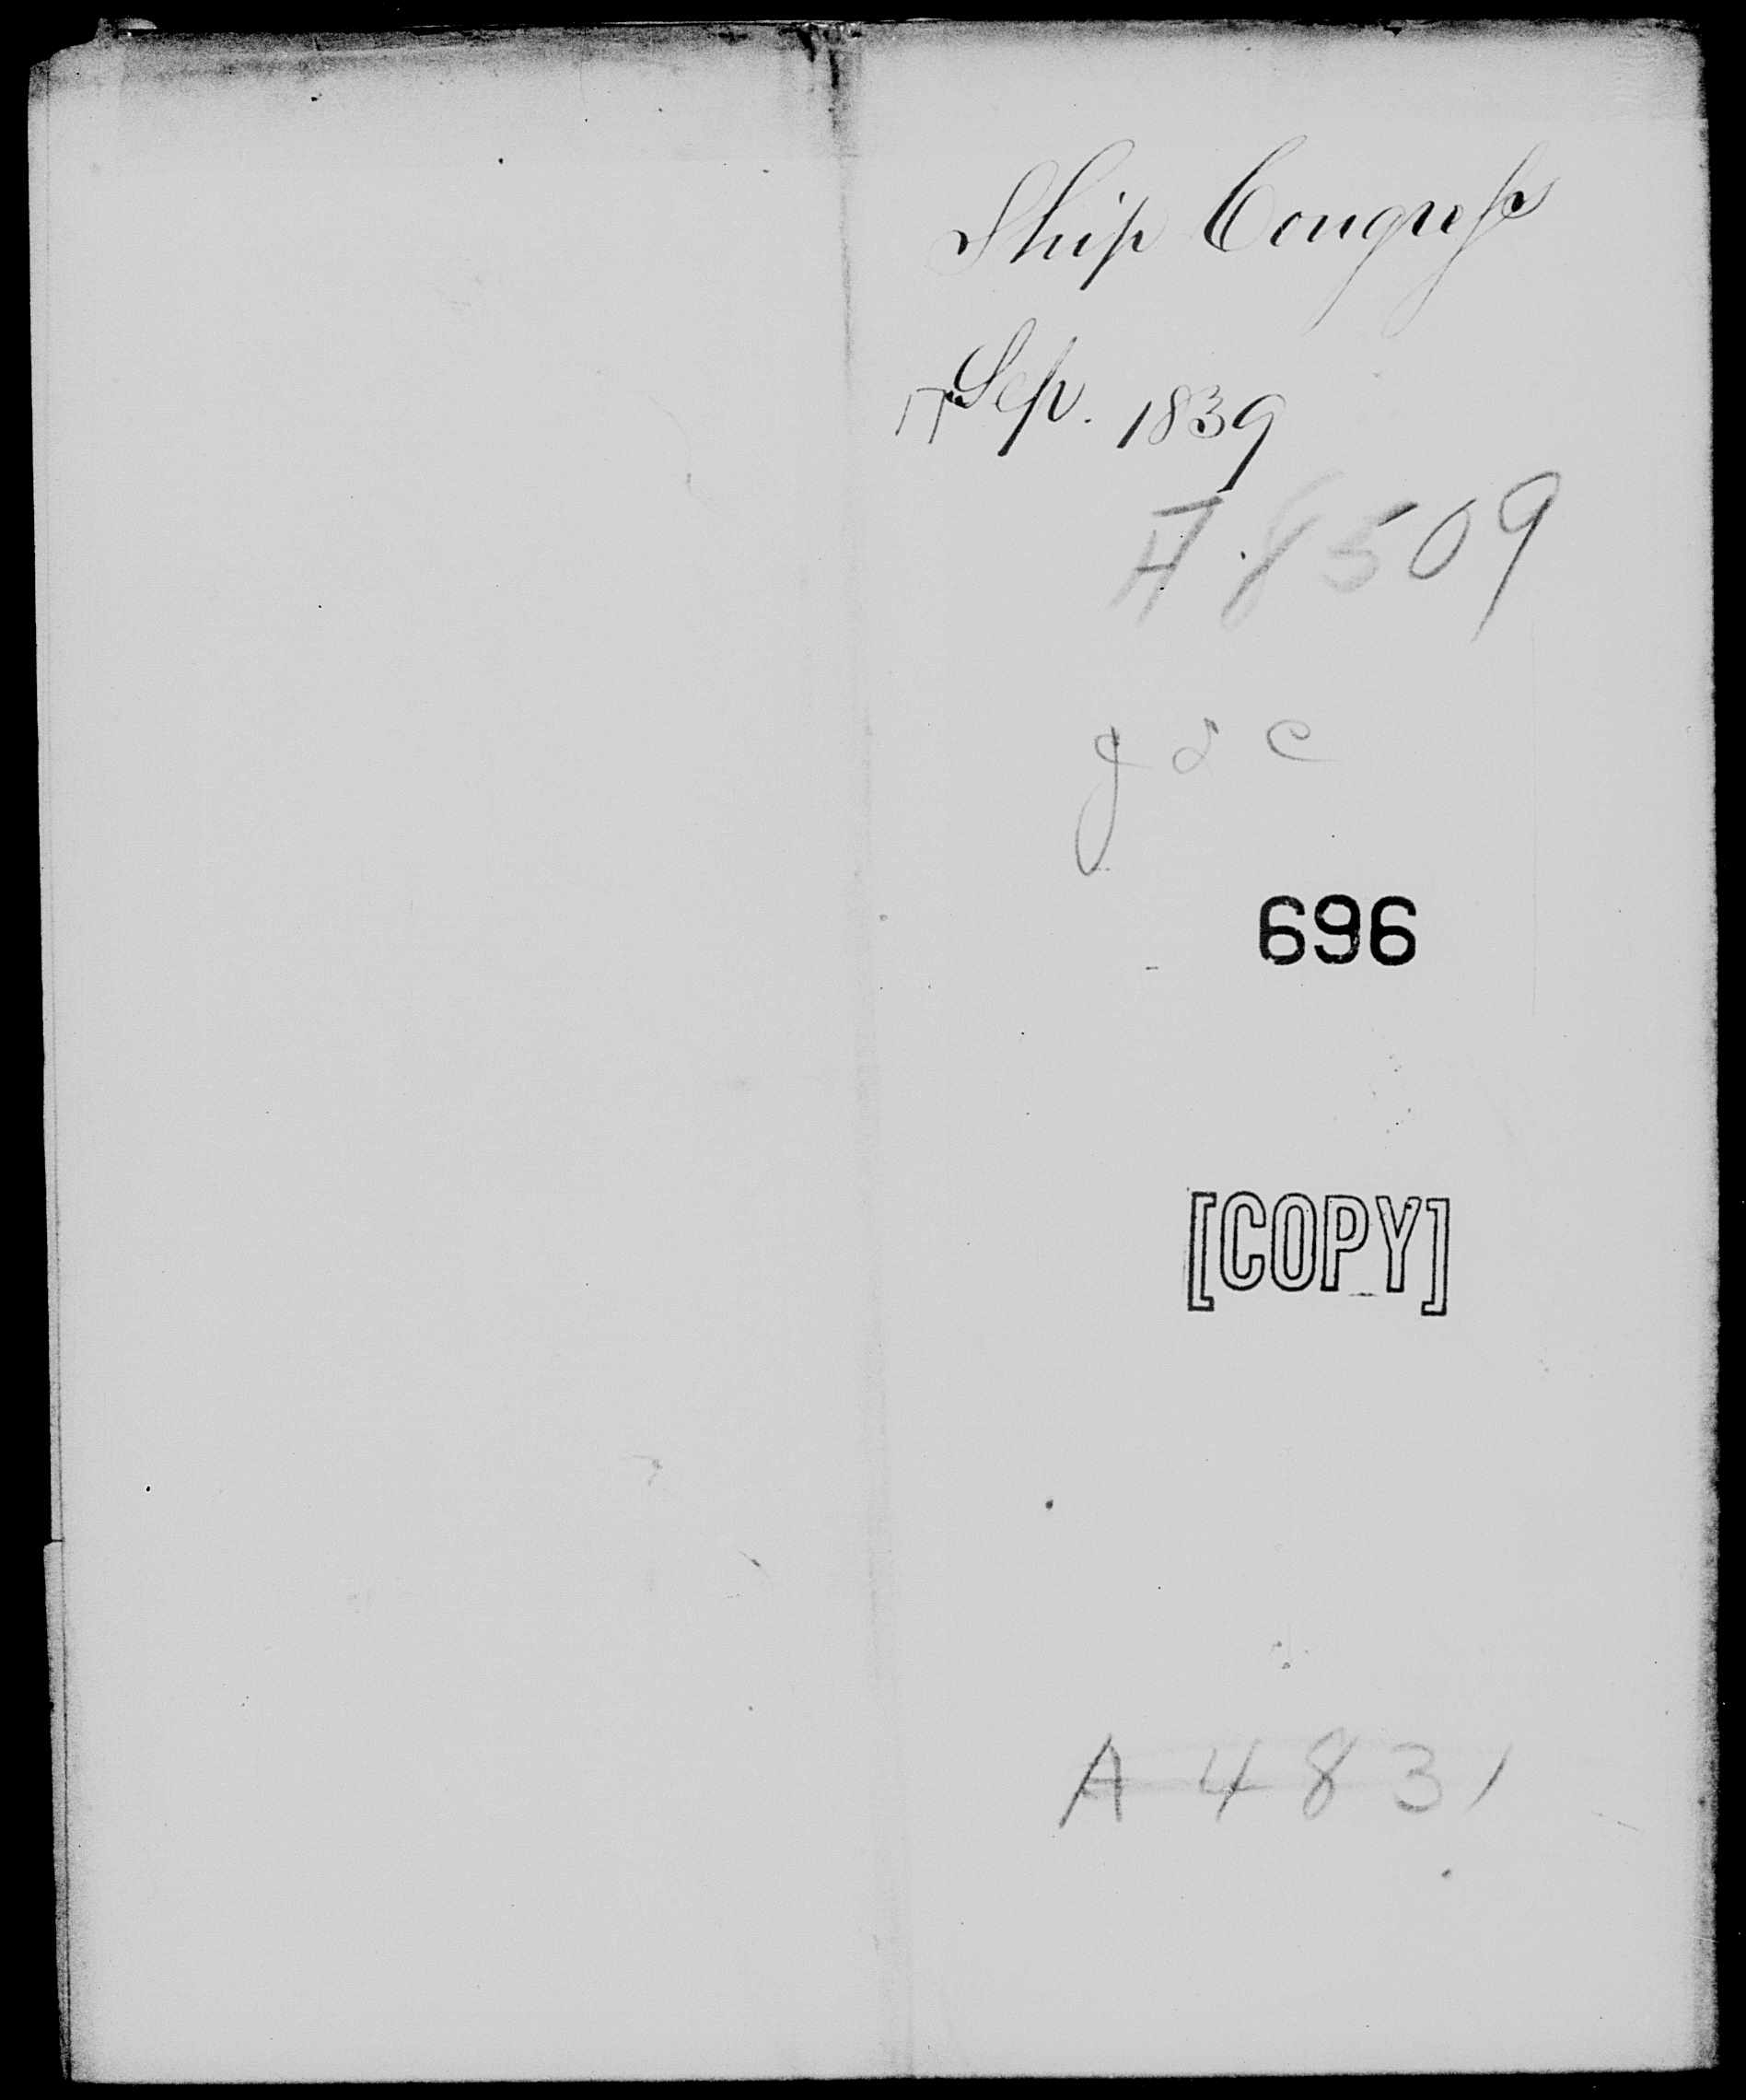 Ship Congress
17 Sep. 1839
A 8509
g d c
696
[COPY]
A 4831